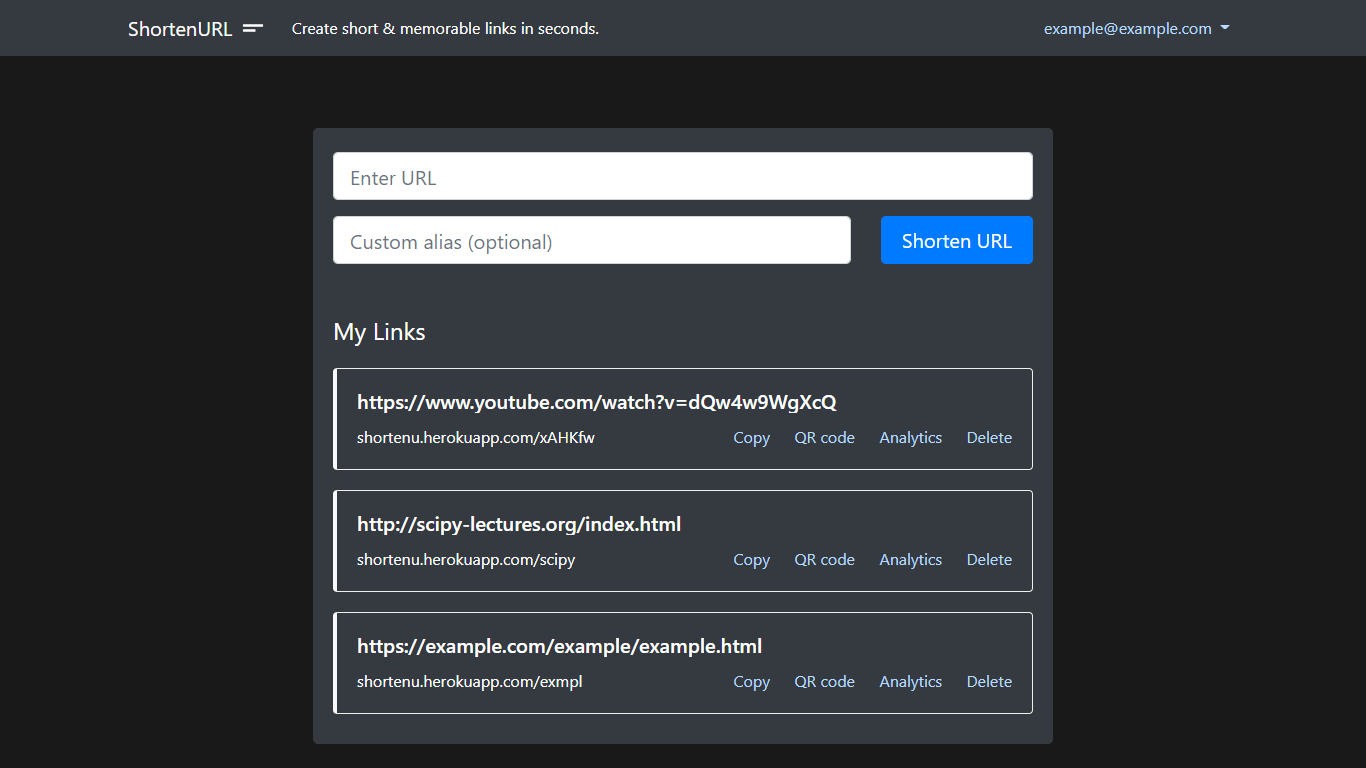 ShortenURL Create short & memorable links in seconds. example@example.com
Enter URL
Custom alias (optional) Shorten URL
My Links
https://www.youtube.com/watch?v=dQw4w9WgXcQ
shortenu.herokuapp.com/xAHKfw Copy QR code Analytics Delete
http://scipy-lectures.org/index.html
shortenu.herokuapp.com/scipy Copy QR code Analytics Delete
https://example.com/example/example.html
shortenu.herokuapp.com/exmpl Copy QR code Analytics Delete